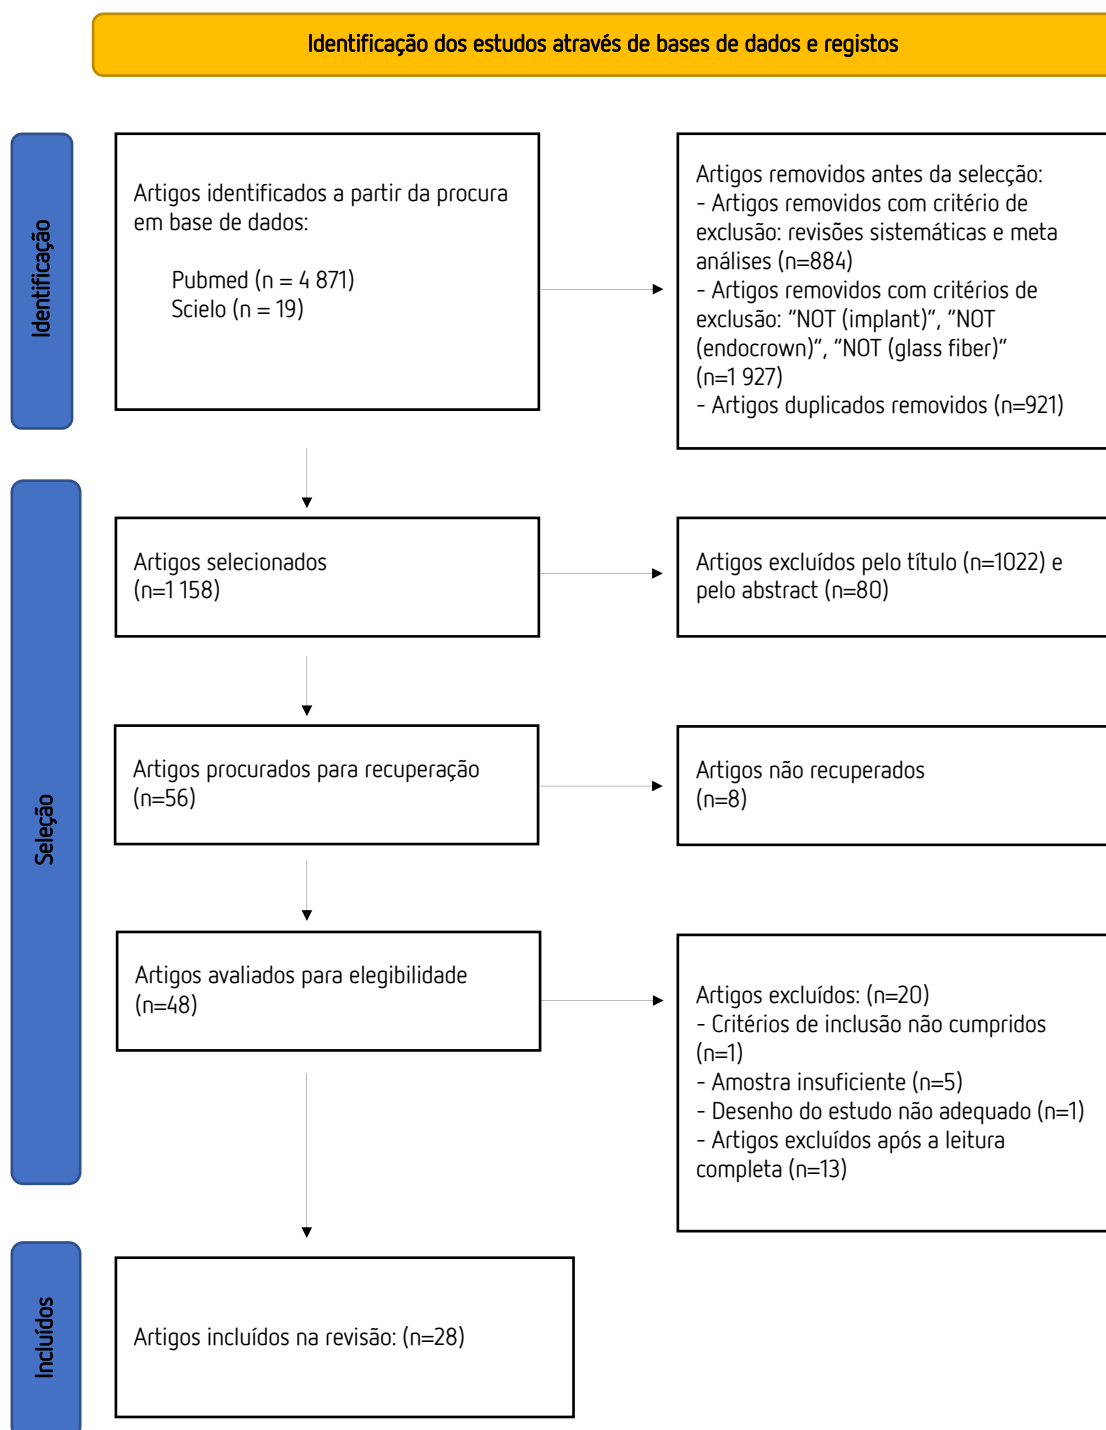 Identificação dos estudos através de bases de dados e registos
Identificação
Artigos identificados a partir da procura
em base de dados:
Pubmed (n = 4 871)
Scielo (n = 19)
Artigos removidos antes da selecção:
- Artigos removidos com critério de
exclusão: revisões sistemáticas e meta
análises (n=884)
- Artigos removidos com critérios de
exclusão: “NOT (implant)“, “NOT
(endocrown)“, “NOT (glass fiber)“
(n=1 927)
- Artigos duplicados removidos (n=921)
Seleção
Artigos selecionados
(n=1 158)
Artigos excluídos pelo título (n=1022) e
pelo abstract (n=80)
Artigos procurados para recuperação
(n=56)
Artigos não recuperados
(n=8)
Artigos avaliados para elegibilidade
(n=48)
Artigos excluídos: (n=20)
- Critérios de inclusão não cumpridos
(n=1)
- Amostra insuficiente (n=5)
- Desenho do estudo não adequado (n=1)
- Artigos excluídos após a leitura
completa (n=13)
Incluídos
Artigos incluídos na revisão: (n=28)